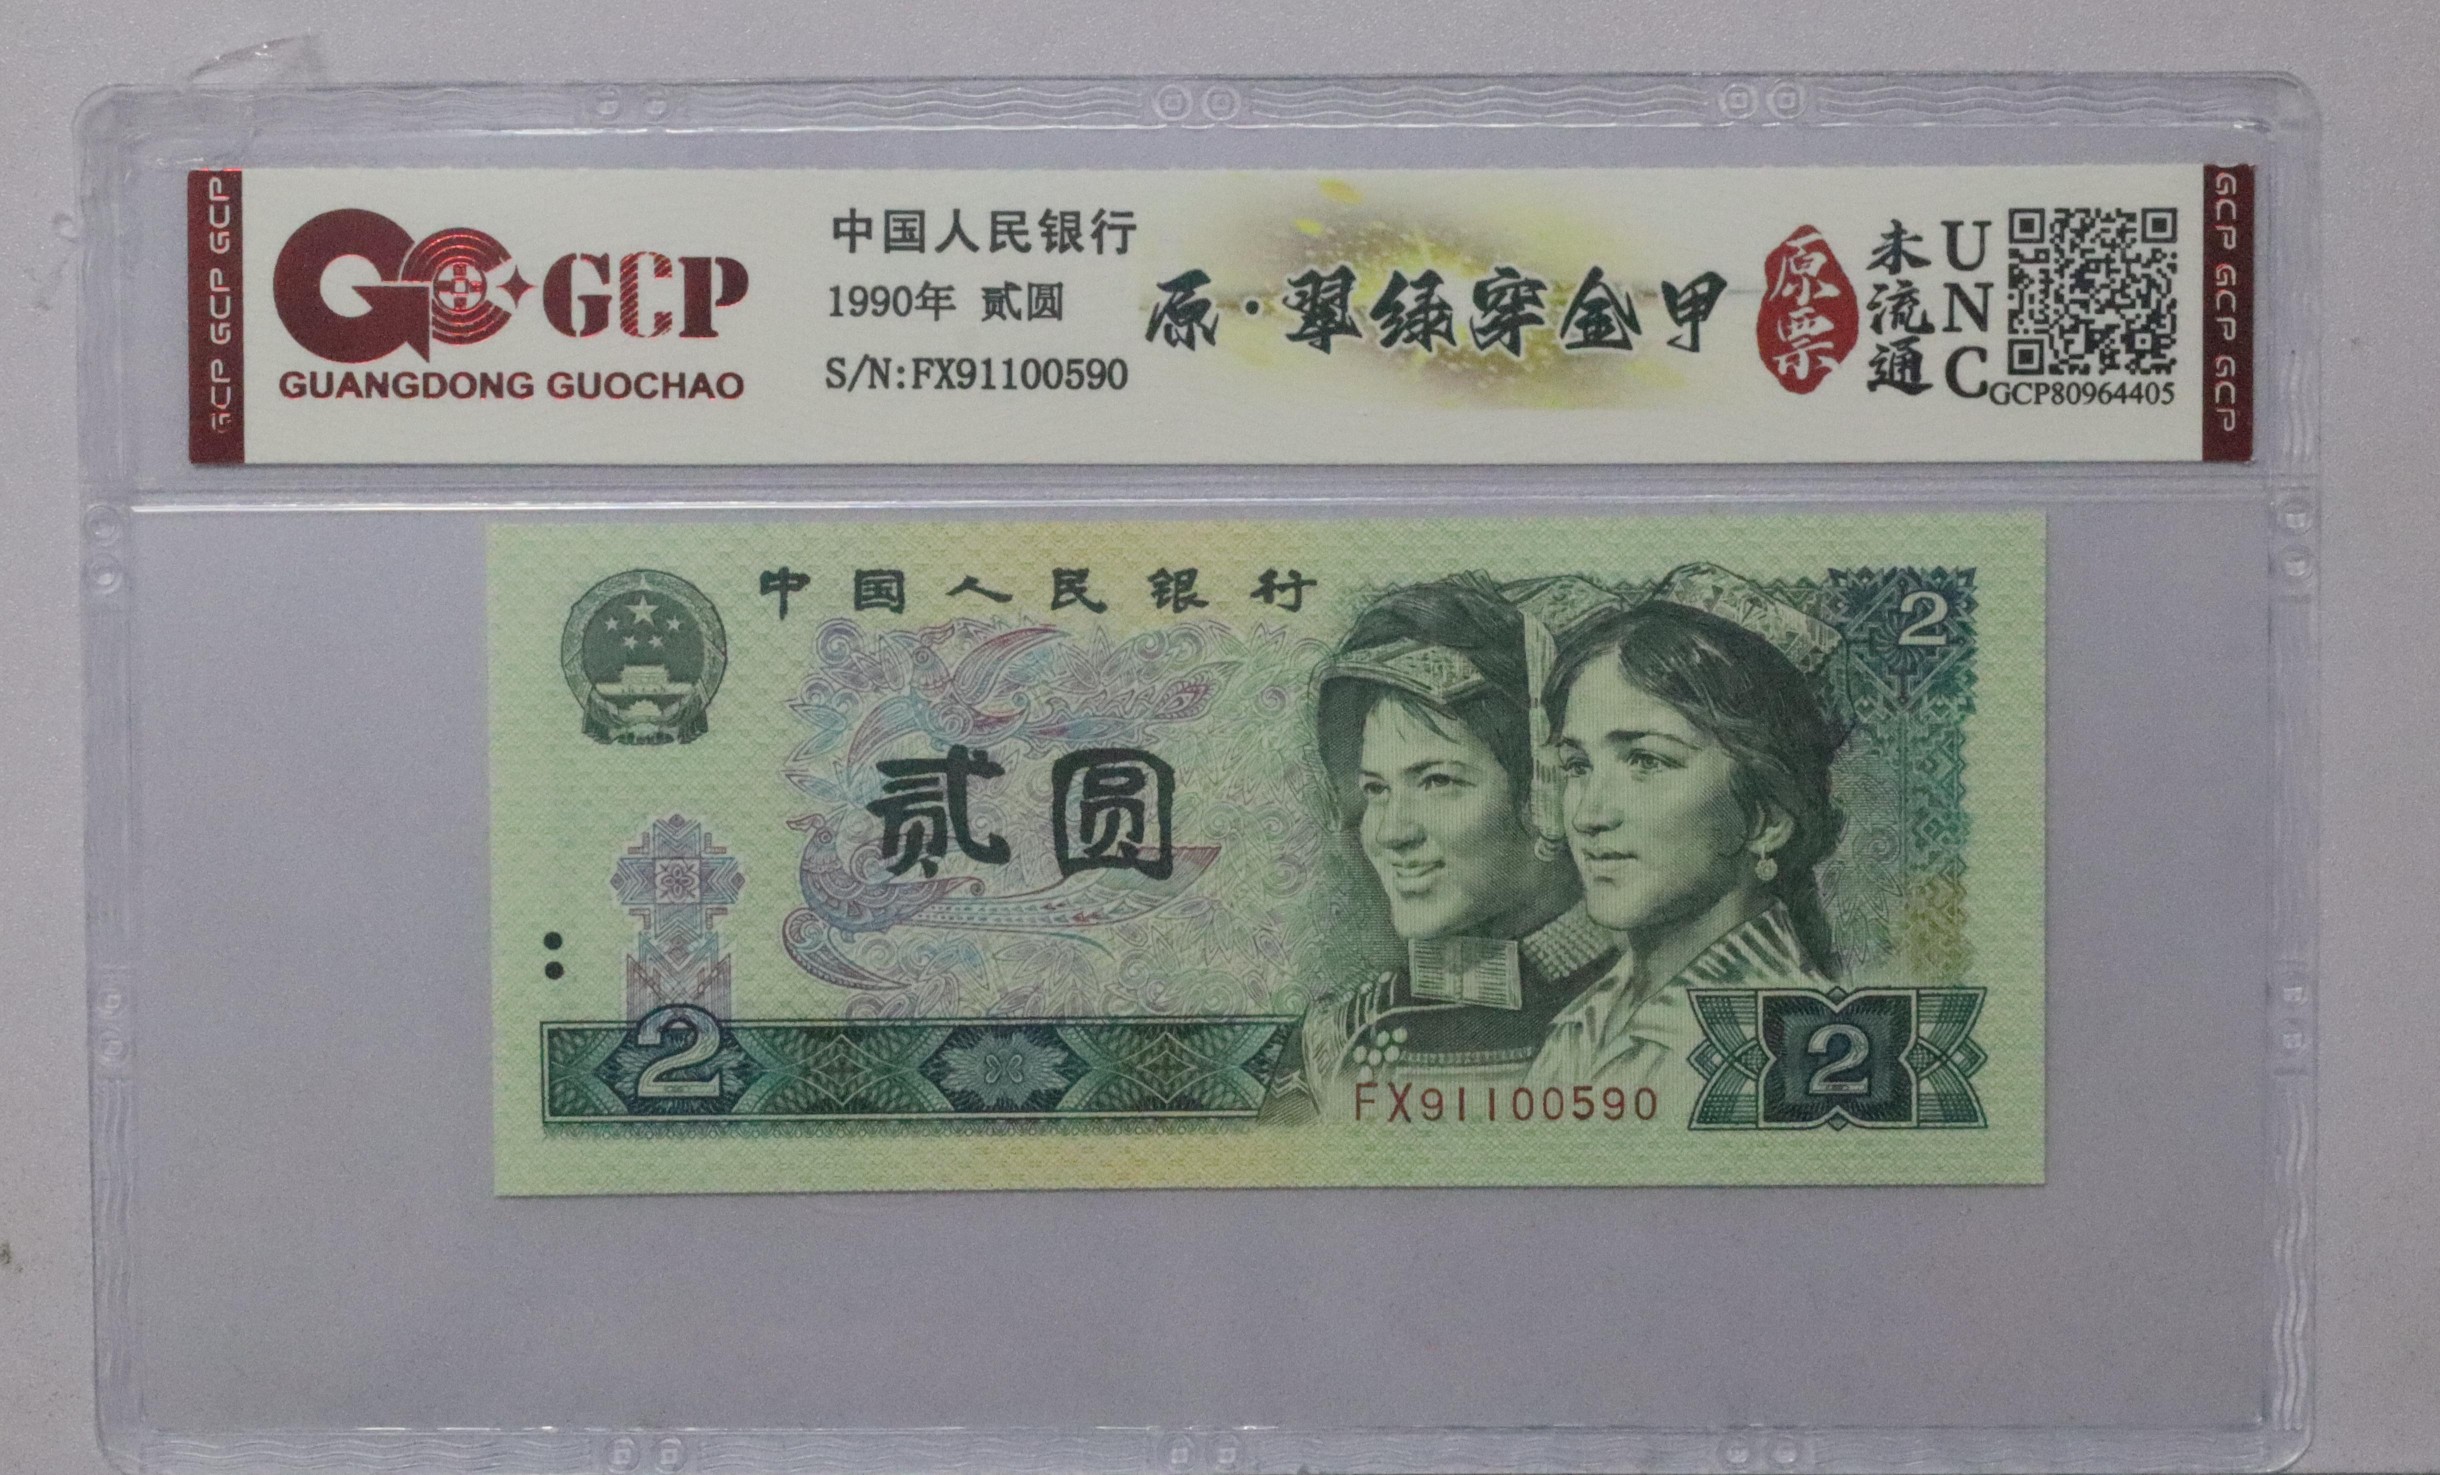 GCP GCP GCP
GCP
GUANGDONG GUOCHAO
中国人民银行
1990年 贰圆
S/N:FX91100590
原·翠绿穿金甲
原票
未流通
UNC
GCP80964405
GCP GCP GCP
中国人民银行
2
贰圆
2
FX91100590
2